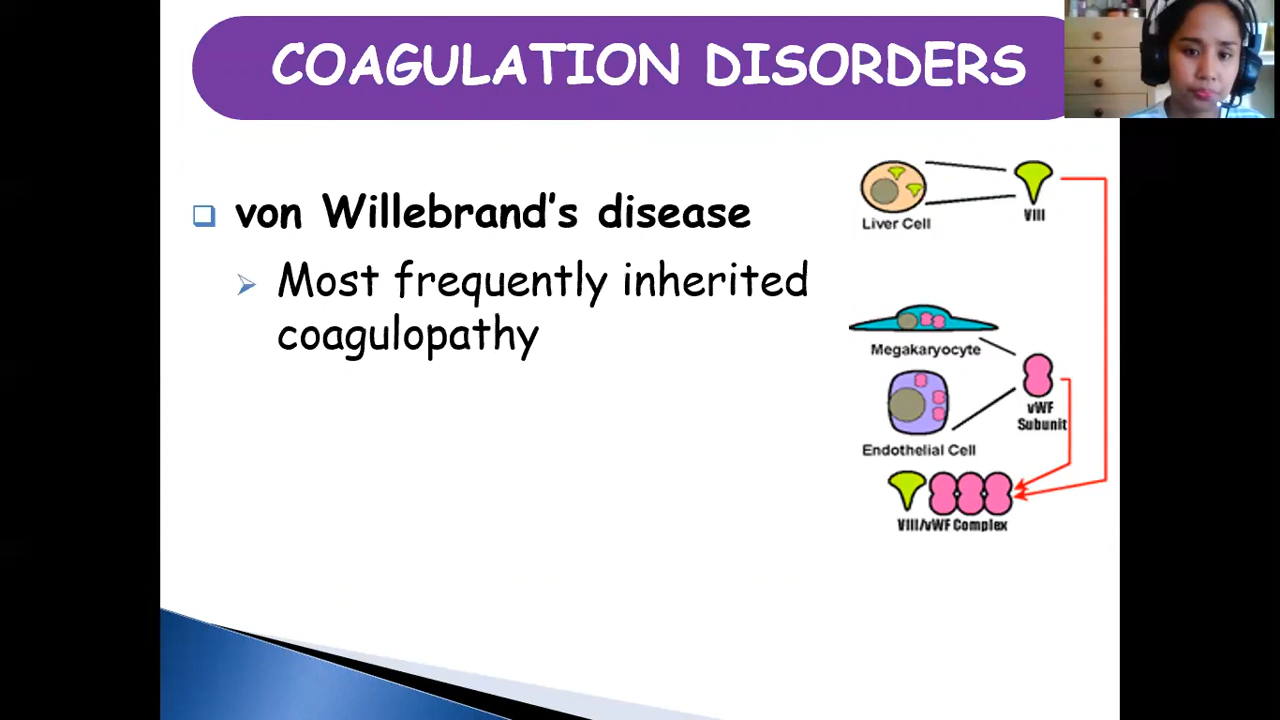 COAGULATION DISORDERS
von Willebrand's disease
Most frequently inherited
coagulopathy
Liver Cell
VIII
Megakaryocyte
vWF
Subunit
Endothelial Cell
VIII/vWF Complex